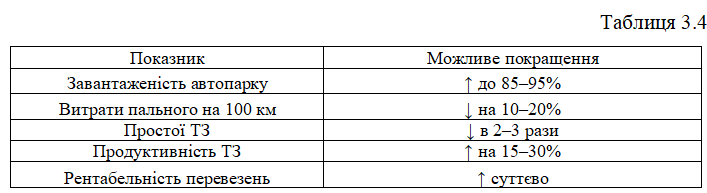 Таблиця 3.4
Показник Можливе покращення
Завантаженість автопарку ↑ до 85–95%
Витрати пального на 100 км ↓ на 10–20%
Простої ТЗ ↓ в 2–3 рази
Продуктивність ТЗ ↑ на 15–30%
Рентабельність перевезень ↑ суттєво